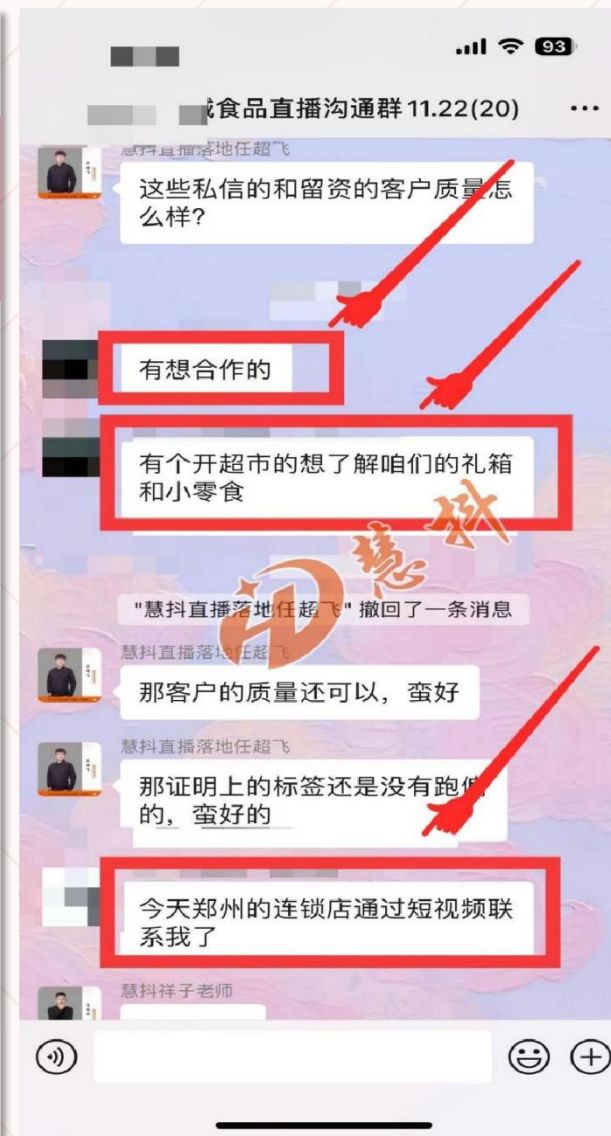 93
食品直播沟通群11.22(20)
慧抖直播落地任超飞
这些私信的和留资的客户质量怎
么样?
有想合作的
有个开超市的想了解咱们的礼箱
和小零食
慧抖
"慧抖直播落地任超飞" 撤回了一条消息
慧抖直播落地任超飞
那客户的质量还可以，蛮好
慧抖直播落地任超飞
那证明上的标签还是没有跑偏
的，蛮好的
今天郑州的连锁店通过短视频联
系我了
慧抖祥子老师